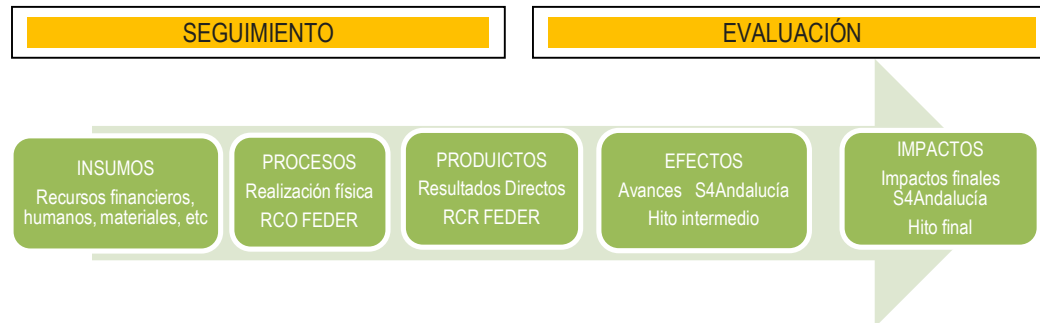 SEGUIMIENTO
EVALUACIÓN
INSUMOS
Recursos financieros,
humanos, materiales, etc
PROCESOS
Realización física
RCO FEDER
PRODUICTOS
Resultados Directos
RCR FEDER
EFECTOS
Avances S4Andalucía
Hito intermedio
IMPACTOS
Impactos finales
S4Andalucía
Hito final